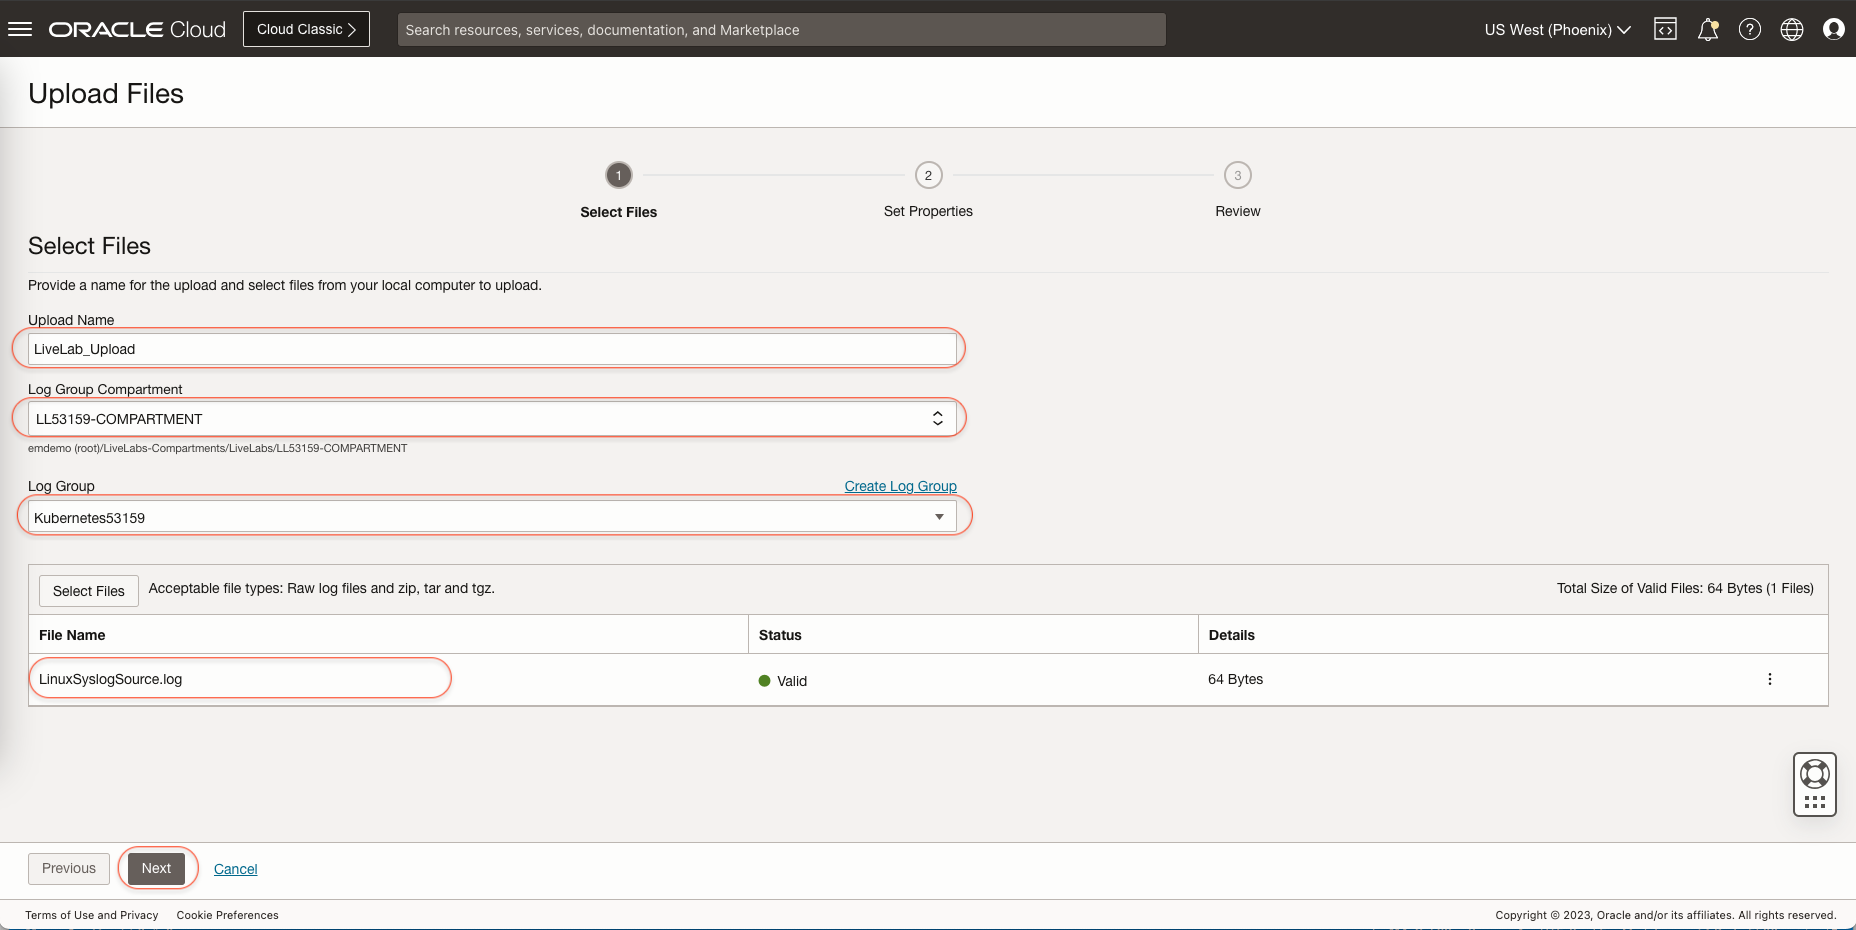 ORACLE Cloud
Cloud Classic
Search resources, services, documentation, and Marketplace
US West (Phoenix)
Upload Files
1
2
3
Select Files
Set Properties
Review
Select Files
Provide a name for the upload and select files from your local computer to upload.
Upload Name
LiveLab_Upload
Log Group Compartment
LL53159-COMPARTMENT
emdemo (root)/LiveLabs-Compartments/LiveLabs/LL53159-COMPARTMENT
Log Group
Create Log Group
Kubernetes53159
Select Files
Acceptable file types: Raw log files and zip, tar and tgz.
Total Size of Valid Files: 64 Bytes (1 Files)
File Name
Status
Details
LinuxSyslogSource.log
Valid
64 Bytes
Previous
Next
Cancel
Terms of Use and Privacy
Cookie Preferences
Copyright © 2023, Oracle and/or its affiliates. All rights reserved.